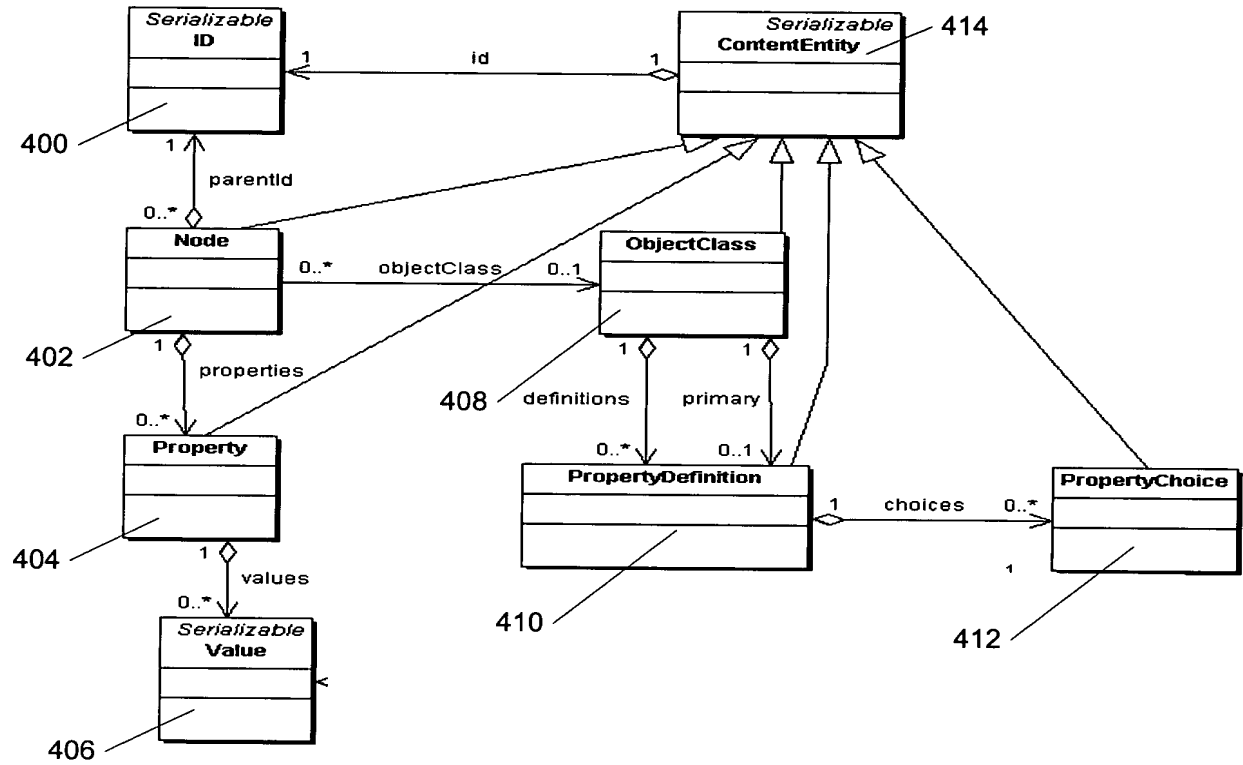 Serializable
ID
Serializable
ContentEntity
414
1
id
1
400
1
parentId
0..*
Node
0..*
objectClass
0..1
ObjectClass
402
1
properties
408
1
definitions
1
primary
0..*
Property
0..*
0..1
PropertyDefinition
PropertyChoice
1
choices
0..*
404
1
values
0..*
1
410
412
Serializable
Value
406